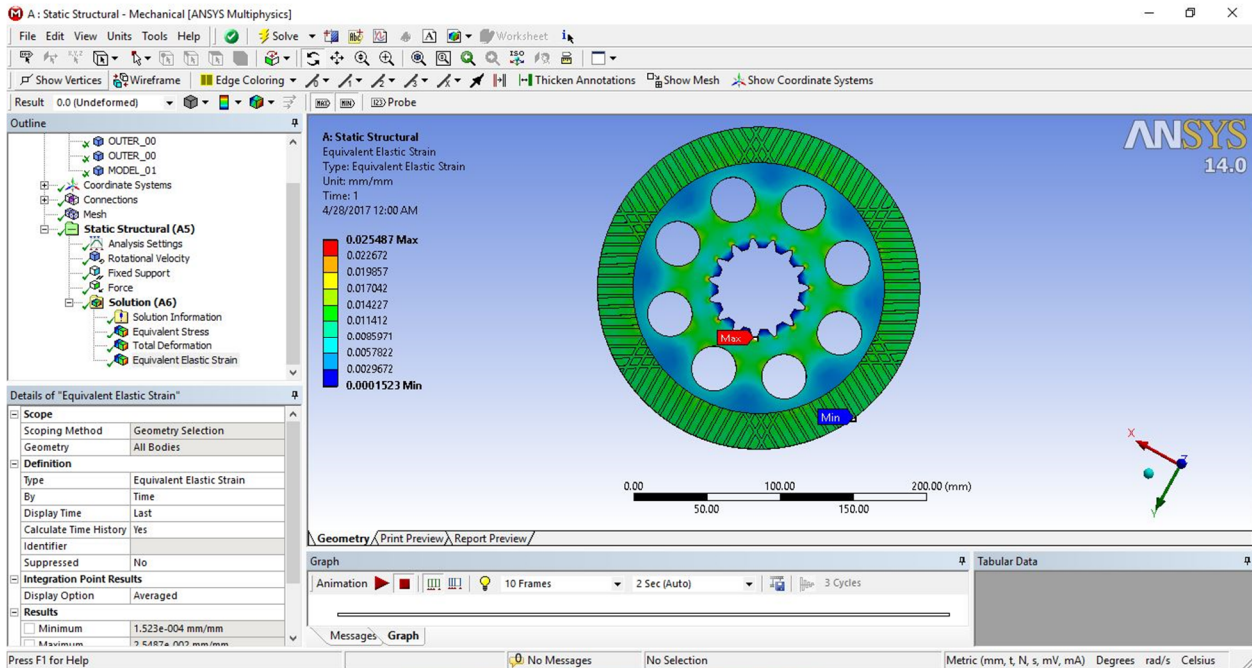 A : Static Structural - Mechanical [ANSYS Multiphysics]
File Edit View Units Tools Help Solve Worksheet
Show Vertices Wireframe Edge Coloring Thicken Annotations Show Mesh Show Coordinate Systems
Result 0.0 (Undeformed) MAX MIN Probe
Outline
OUTER_00
OUTER_00
MODEL_01
Coordinate Systems
Connections
Mesh
Static Structural (A5)
Analysis Settings
Rotational Velocity
Fixed Support
Force
Solution (A6)
Solution Information
Equivalent Stress
Total Deformation
Equivalent Elastic Strain
Details of "Equivalent Elastic Strain"
Scope
Scoping Method Geometry Selection
Geometry All Bodies
Definition
Type Equivalent Elastic Strain
By Time
Display Time Last
Calculate Time History Yes
Identifier
Suppressed No
Integration Point Results
Display Option Averaged
Results
Minimum 1.523e-004 mm/mm
Maximum 2.5487e-002 mm/mm
A: Static Structural
Equivalent Elastic Strain
Type: Equivalent Elastic Strain
Unit: mm/mm
Time: 1
4/28/2017 12:00 AM
0.025487 Max
0.022672
0.019857
0.017042
0.014227
0.011412
0.0085971
0.0057822
0.0029672
0.0001523 Min
ANSYS
14.0
Max
Min
0.00 100.00 200.00 (mm)
50.00 150.00
X
Z
Y
Geometry Print Preview Report Preview
Graph
Animation 10 Frames 2 Sec (Auto) 3 Cycles
Messages Graph
Tabular Data
Press F1 for Help 0 No Messages No Selection Metric (mm, t, N, s, mV, mA) Degrees rad/s Celsius